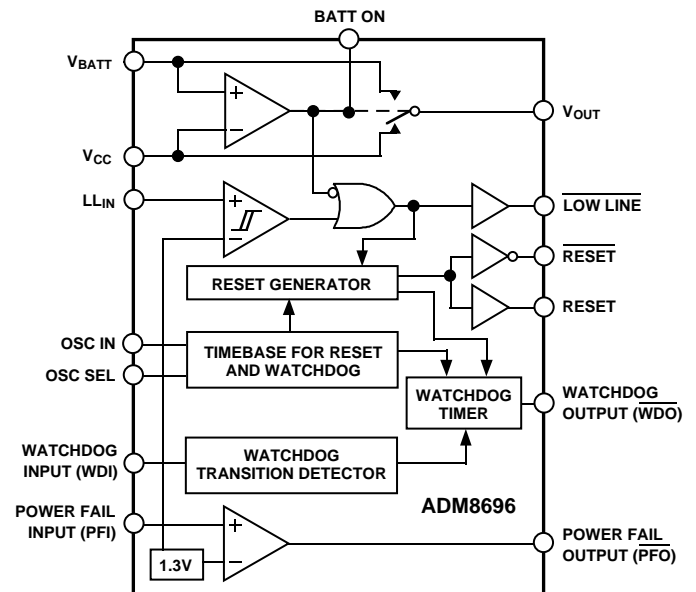 BATT ON
VBATT
VOUT
VCC
LLIN
LOW LINE
RESET
RESET GENERATOR
RESET
OSC IN
TIMEBASE FOR RESET
AND WATCHDOG
OSC SEL
WATCHDOG
TIMER
WATCHDOG
OUTPUT (WDO)
WATCHDOG
INPUT (WDI)
WATCHDOG
TRANSITION DETECTOR
ADM8696
POWER FAIL
INPUT (PFI)
+
−
+
−
+
−
1.3V
POWER FAIL
OUTPUT (PFO)